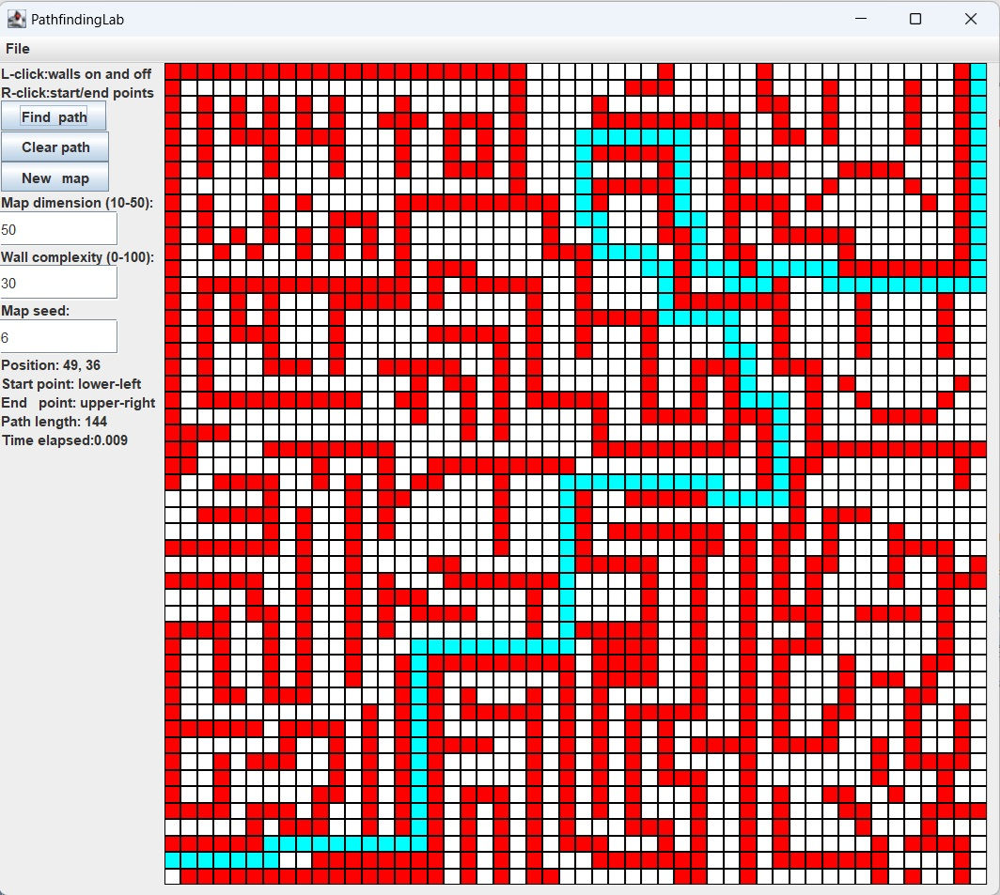 PathfindingLab
File
L-click:walls on and off
R-click:start/end points
Find path
Clear path
New map
Map dimension (10-50):
50
Wall complexity (0-100):
30
Map seed:
6
Position: 49, 36
Start point: lower-left
End point: upper-right
Path length: 144
Time elapsed:0.009